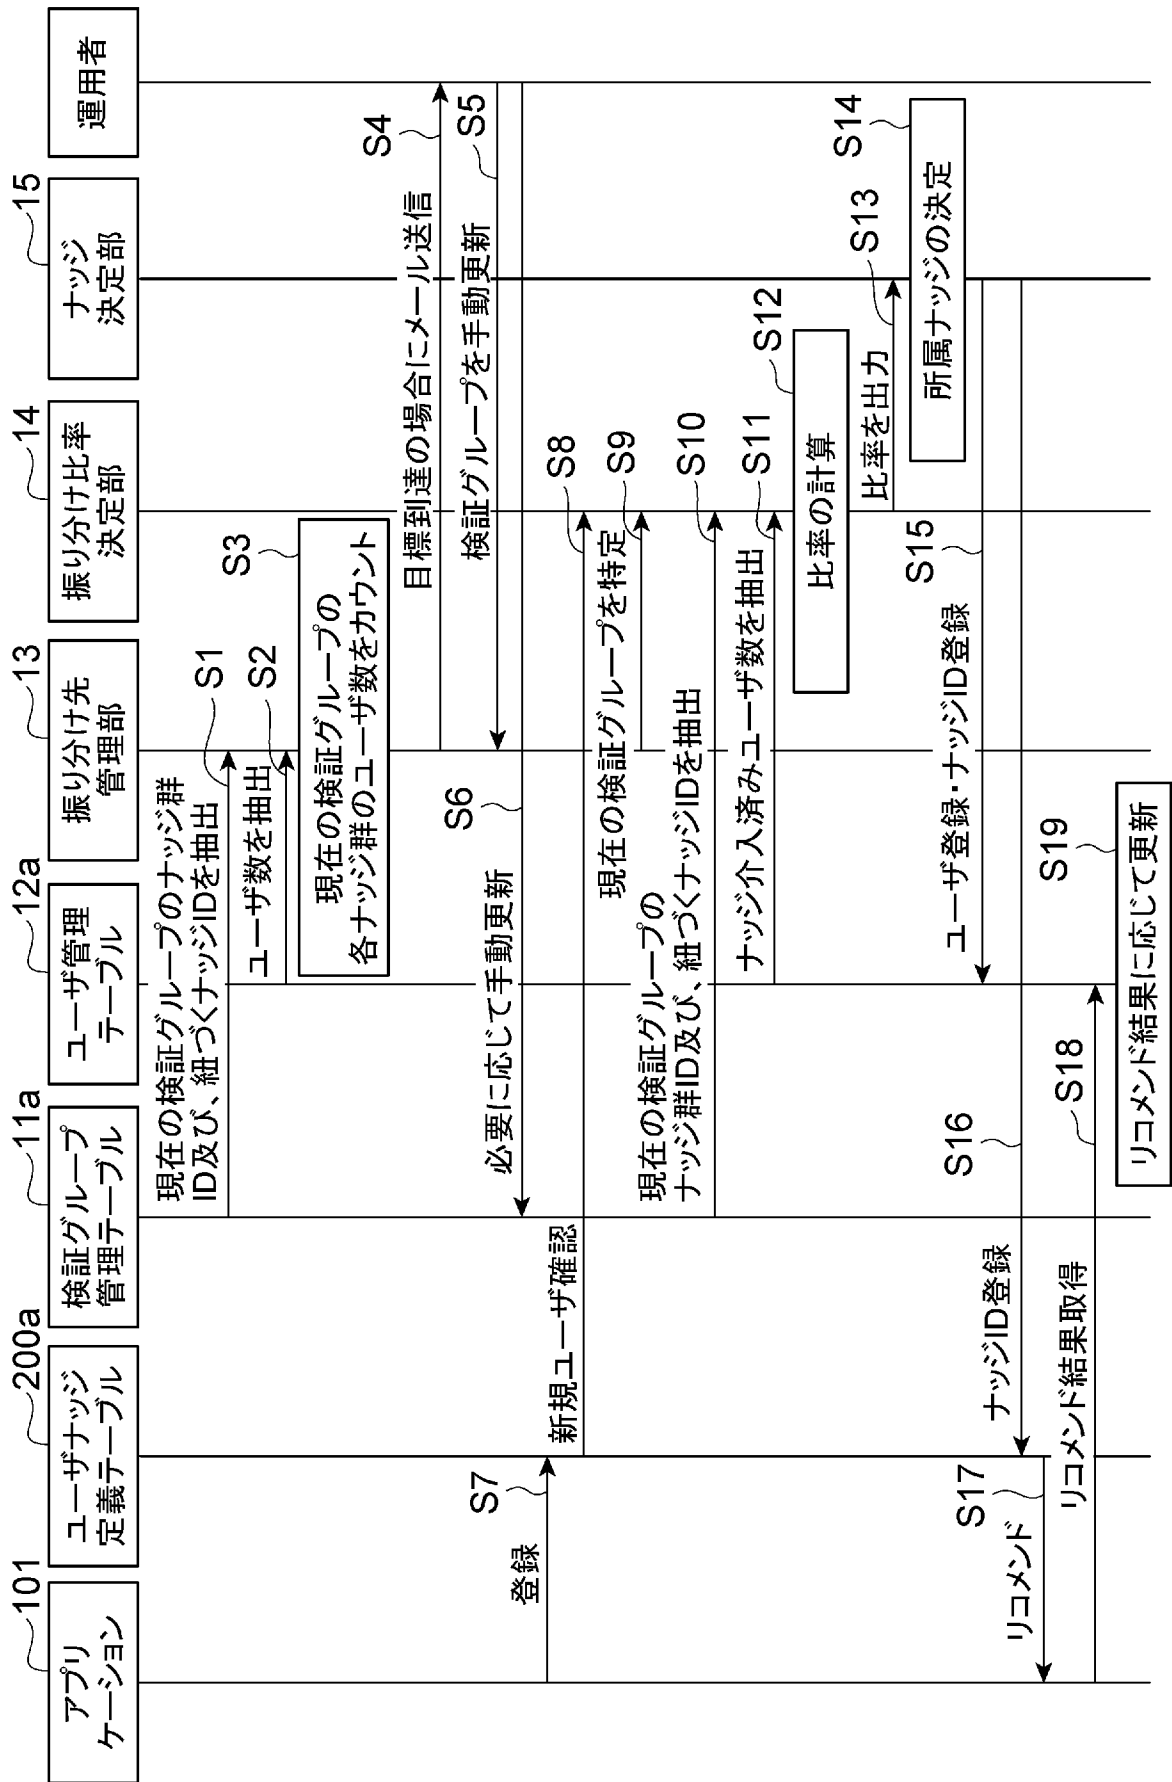 101
アプリ
ケーション
200a
ユーザナッジ
定義テーブル
11a
検証グループ
管理テーブル
12a
ユーザ管理
テーブル
13
振り分け先
管理部
14
振り分け比率
決定部
15
ナッジ
決定部
運用者
現在の検証グループのナッジ群
ID及び、紐づくナッジIDを抽出
S1
ユーザ数を抽出
S2
現在の検証グループの
各ナッジ群のユーザ数をカウント
S3
目標到達の場合にメール送信
S4
検証グループを手動更新
S5
必要に応じて手動更新
S6
登録
S7
新規ユーザ確認
S8
現在の検証グループを特定
S9
現在の検証グループの
ナッジ群ID及び、紐づくナッジIDを抽出
S10
ナッジ介入済みユーザ数を抽出
S11
比率の計算
S12
比率を出力
S13
所属ナッジの決定
S14
ユーザ登録・ナッジID登録
S15
ナッジID登録
S16
リコメンド
S17
リコメンド結果取得
S18
リコメンド結果に応じて更新
S19